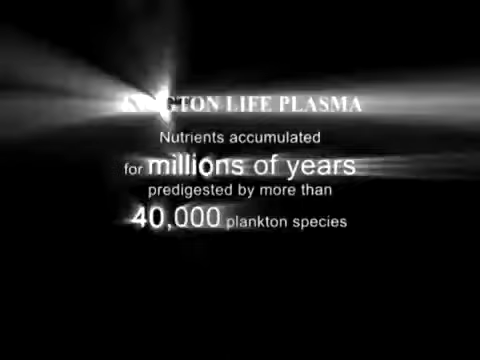 LIFE PLASMA
Nutrients accumulated
for millions of years
predigested by more than
40,000 plankton species